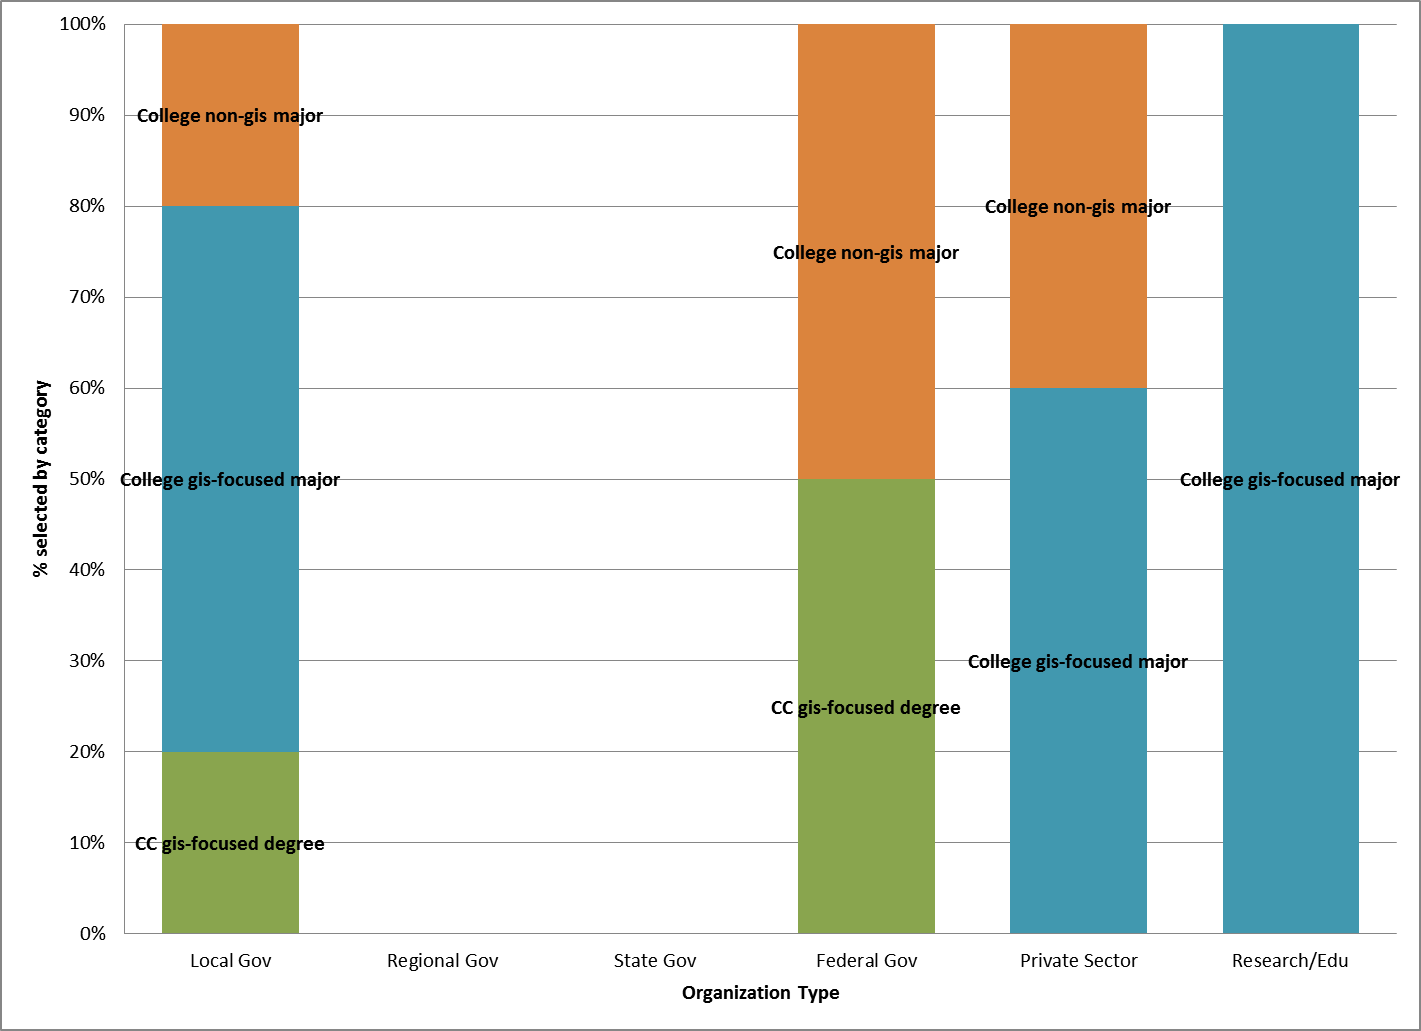 100%
90%
80%
70%
60%
50%
40%
30%
20%
10%
0%
% selected by category
College non-gis major
College gis-focused major
CC gis-focused degree
College non-gis major
CC gis-focused degree
College non-gis major
College gis-focused major
College gis-focused major
Local Gov
Regional Gov
State Gov
Federal Gov
Private Sector
Research/Edu
Organization Type